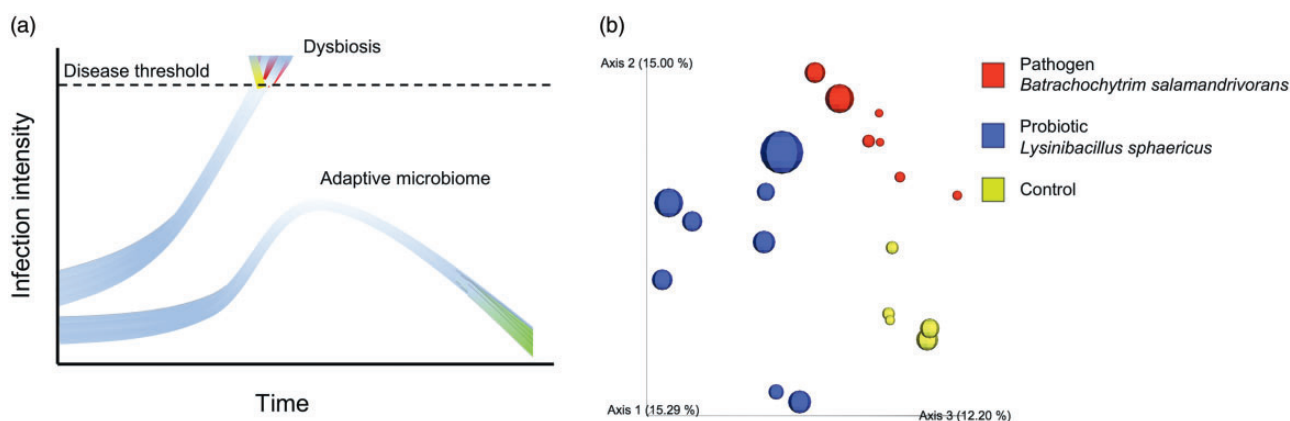 (a)
Dysbiosis
Disease threshold
Adaptive microbiome
Infection intensity
Time
(b)
Axis 2 (15.00 %)
Axis 1 (15.29 %)
Axis 3 (12.20 %)
Pathogen
Batrachochytrim salamandrivorans
Probiotic
Lysinibacillus sphaericus
Control